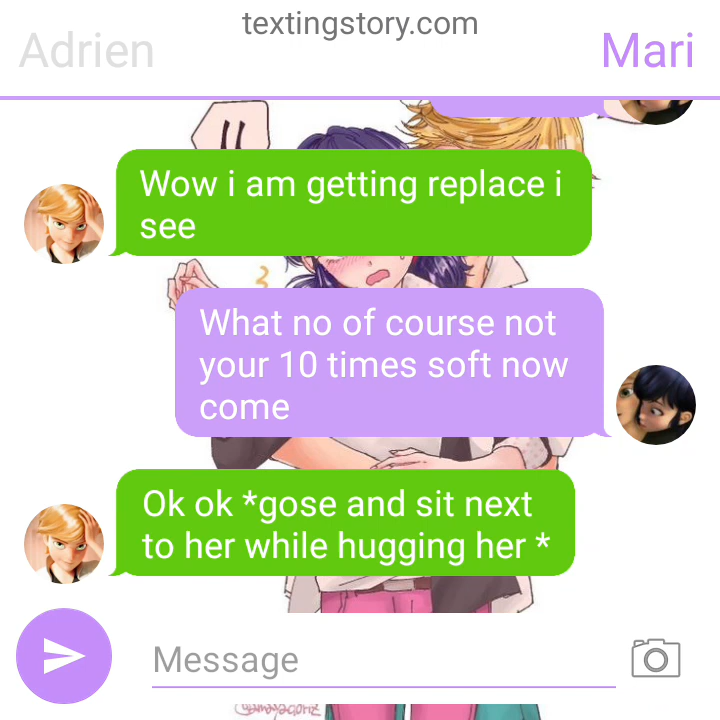 textingstory.com
Adrien
Mari
Wow i am getting replace i
see
What no of course not
your 10 times soft now
come
Ok ok *gose and sit next
to her while hugging her *
Message